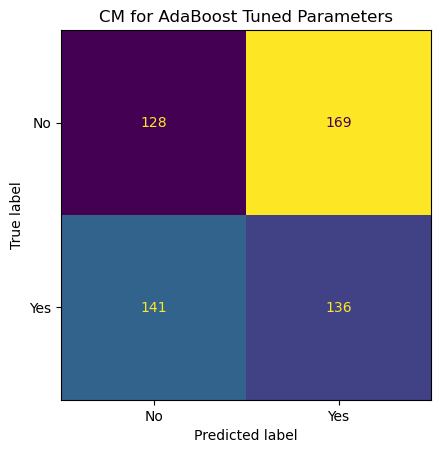 CM for AdaBoost Tuned Parameters
No
128
169
True label
Yes
141
136
No
Yes
Predicted label